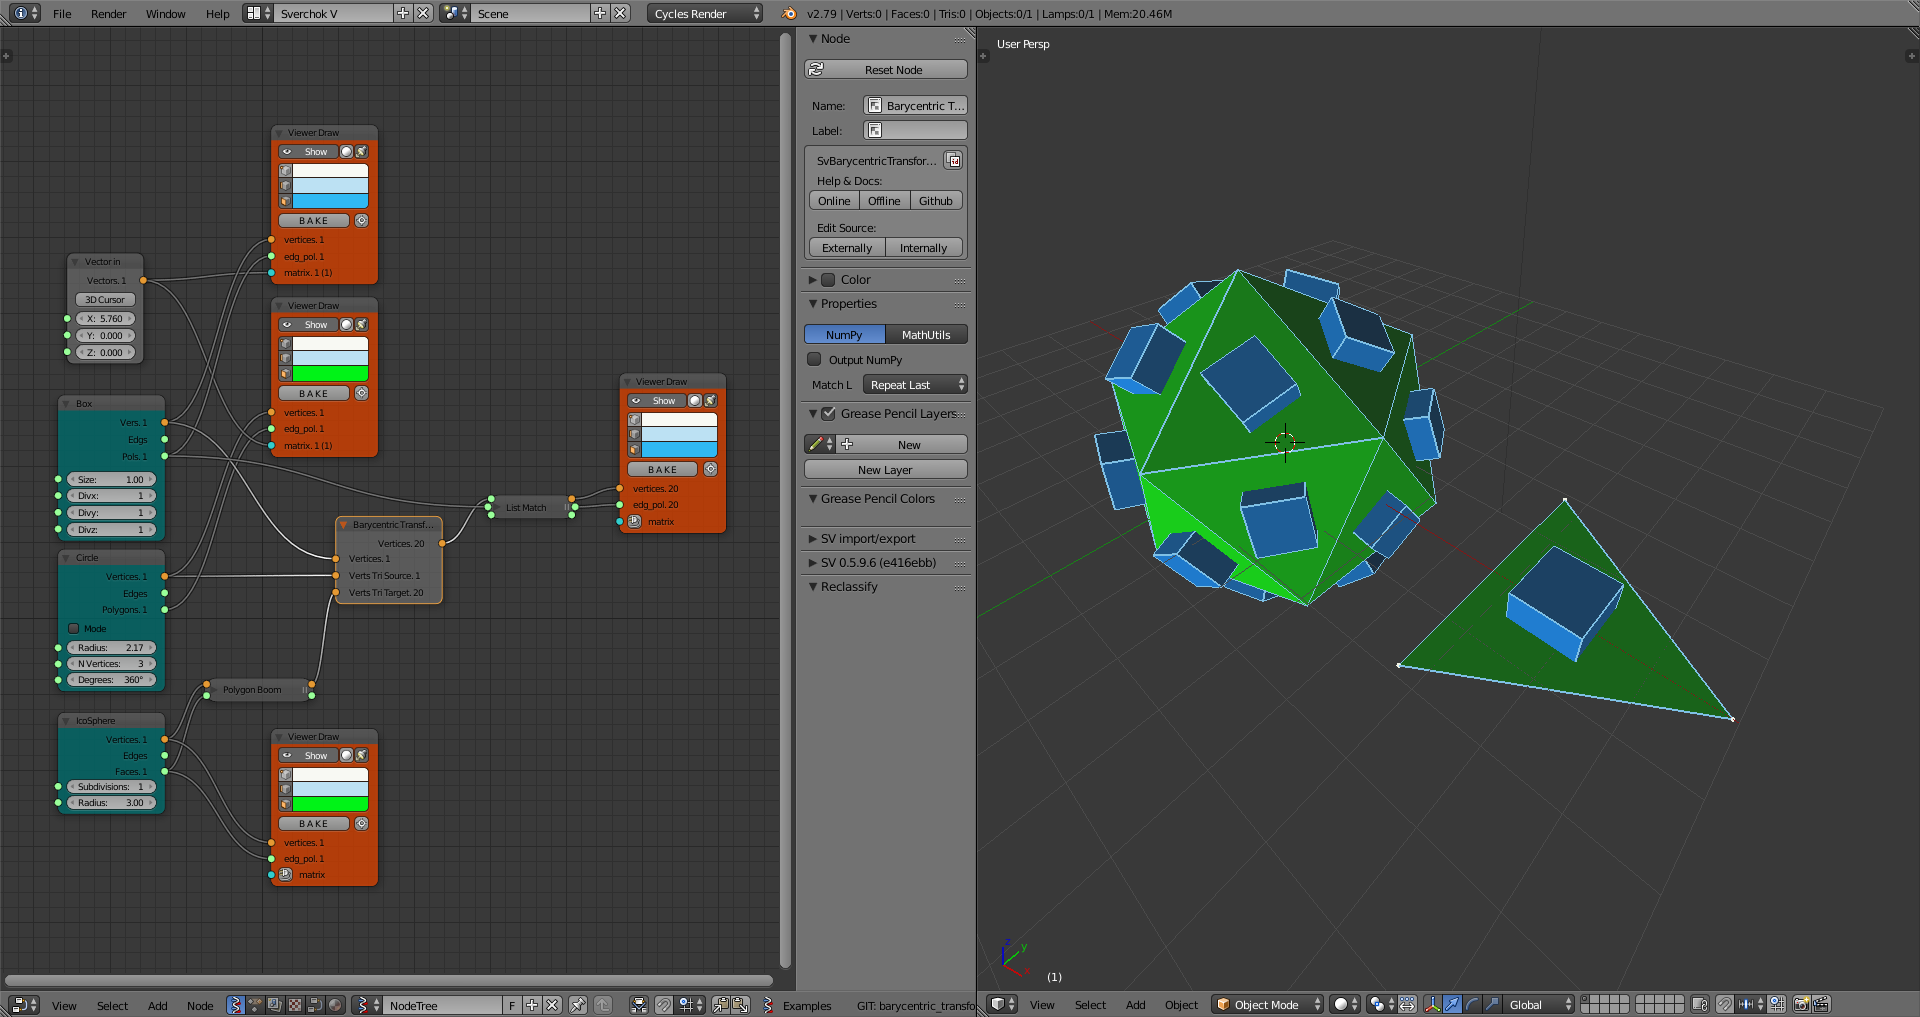 File Render Window Help Sverchok V Scene Cycles Render v2.79 | Verts:0 | Faces:0 | Tris:0 | Objects:0/1 | Lamps:0/1 | Mem:20.46M
Viewer Draw
Show
BAKE
vertices. 1
edg_pol. 1
matrix. 1 (1)
Vector in
Vectors. 1
3D Cursor
X: 5.760
Y: 0.000
Z: 0.000
Viewer Draw
Show
BAKE
vertices. 1
edg_pol. 1
matrix. 1 (1)
Box
Vers. 1
Edgs
Pols. 1
Size: 1.00
Divx: 1
Divy: 1
Divz: 1
Circle
Vertices. 1
Edges
Polygons. 1
Mode
Radius: 2.17
N Vertices: 3
Degrees: 360°
IcoSphere
Vertices. 1
Edges
Faces. 1
Subdivisions: 1
Radius: 3.00
Polygon Boom
Barycentric Transf...
Vertices. 20
Vertices. 1
Verts Tri Source. 1
Verts Tri Target. 20
List Match
Viewer Draw
Show
BAKE
vertices. 20
edg_pol. 20
matrix
Viewer Draw
Show
BAKE
vertices. 1
edg_pol. 1
matrix
Node
Reset Node
Name: Barycentric T...
Label:
SvBarycentricTransfor...
Help & Docs:
Online Offline Github
Edit Source:
Externally Internally
Color
Properties
NumPy MathUtils
Output NumPy
Match L Repeat Last
Grease Pencil Layers
New
New Layer
Grease Pencil Colors
SV import/export
SV 0.5.9.6 (e416ebb)
Reclassify
User Persp
z
y
x
(1)
View Select Add Node NodeTree F Examples GIT: barycentric_transfo
View Select Add Object Object Mode Global